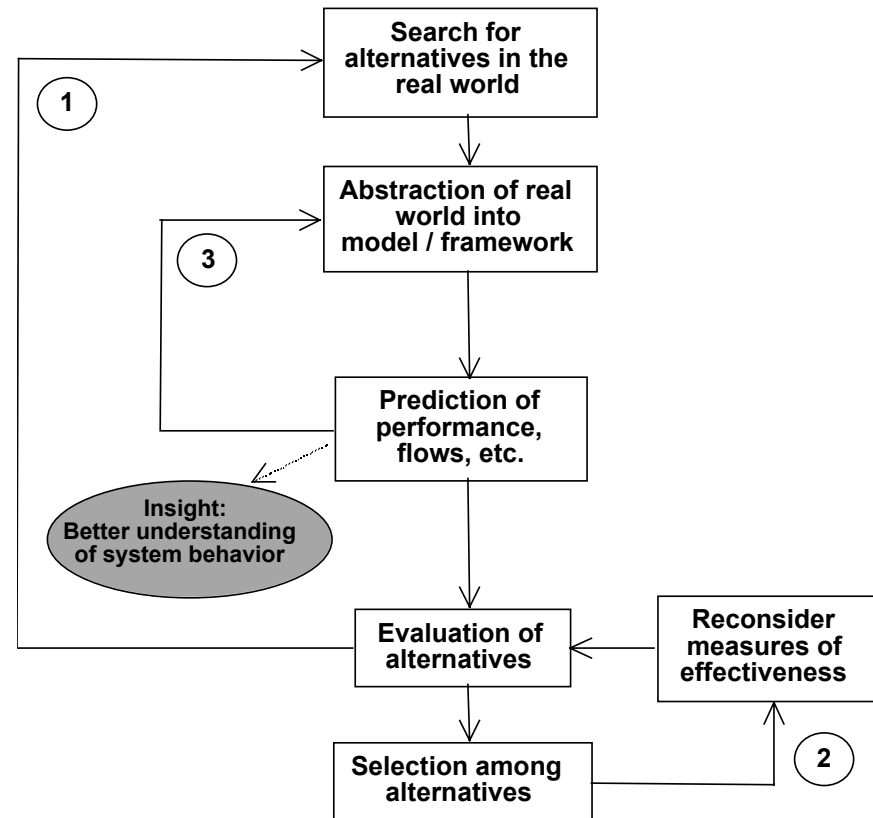 Search for
alternatives in the
real world
1
Abstraction of real
world into
model / framework
3
Prediction of
performance,
flows, etc.
Insight:
Better understanding
of system behavior
Evaluation of
alternatives
Reconsider
measures of
effectiveness
Selection among
alternatives
2